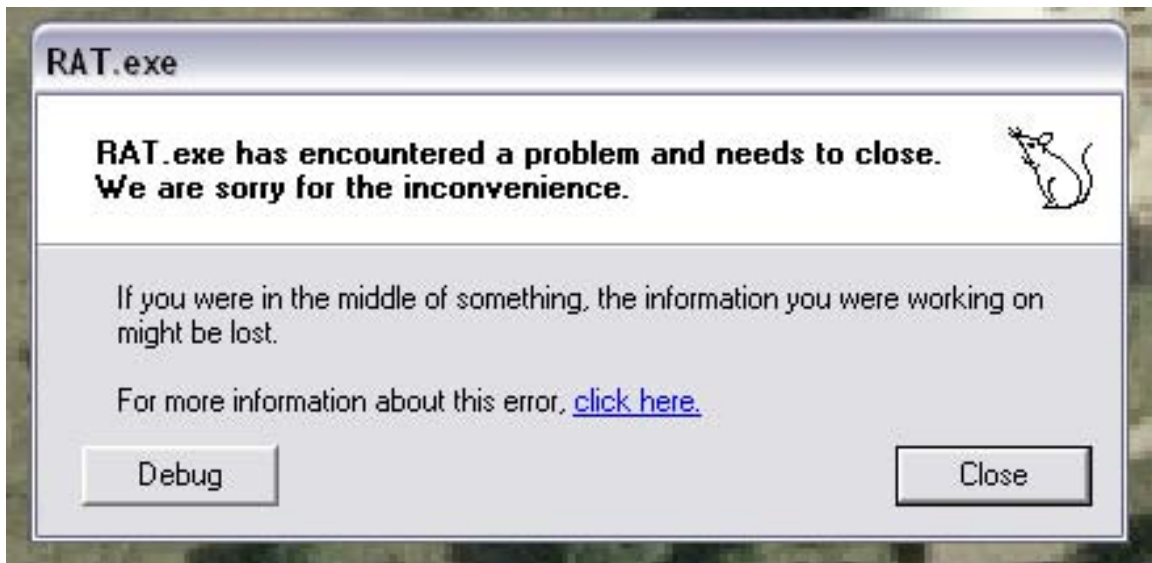 RAT.exe
RAT.exe has encountered a problem and needs to close.
We are sorry for the inconvenience.
If you were in the middle of something, the information you were working on
might be lost.
For more information about this error, click here.
Debug
Close